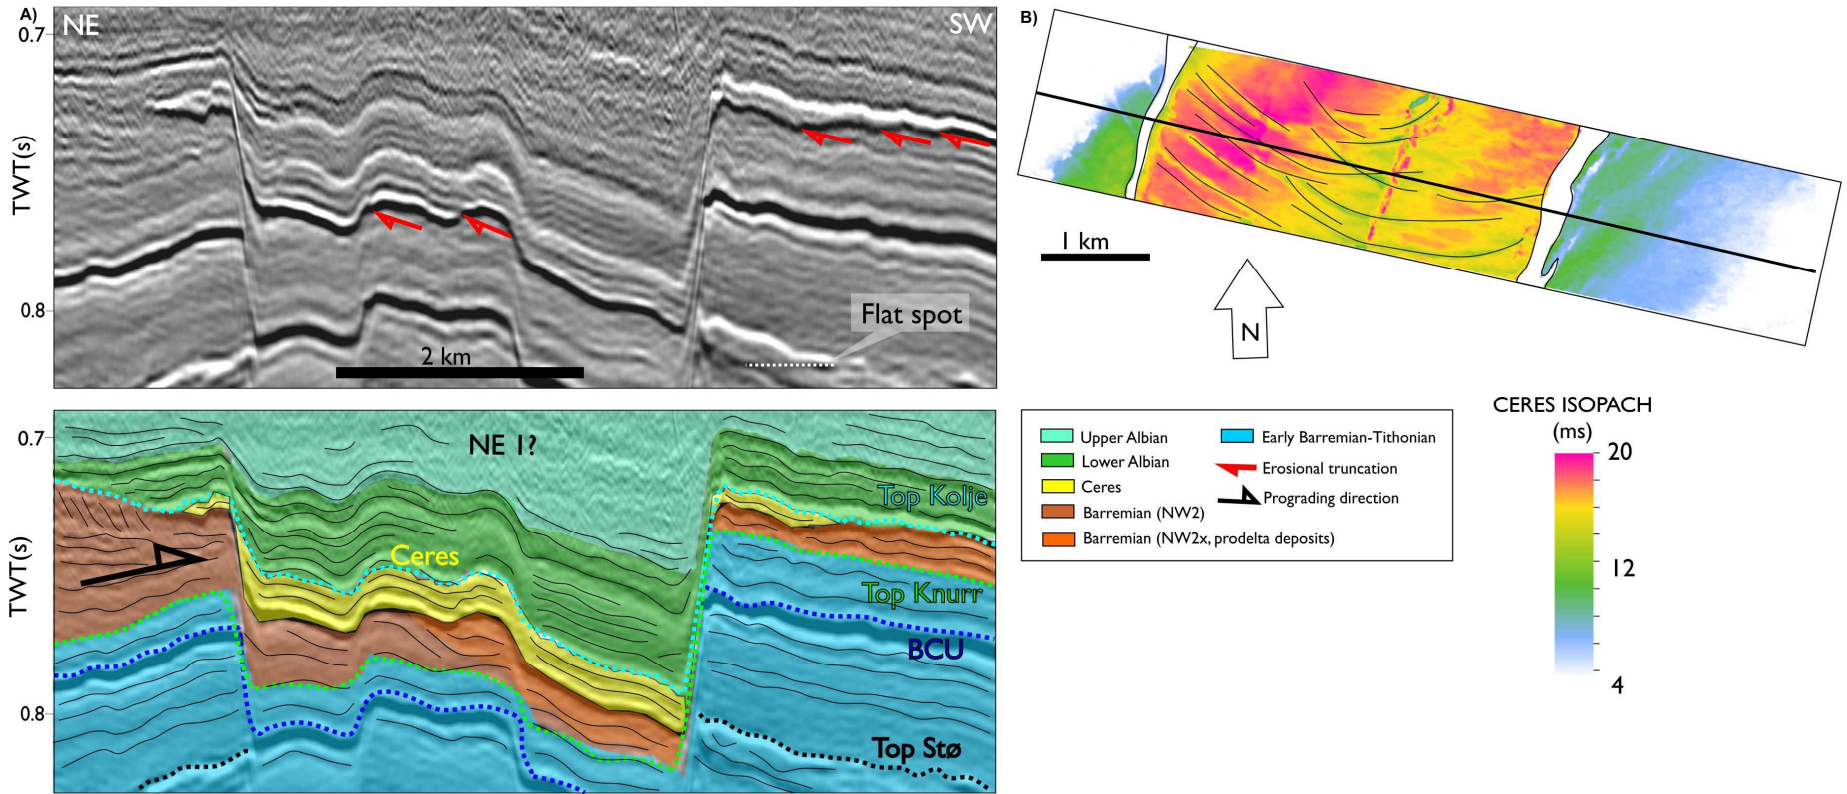 A)
NE
SW
0.7
TWT(s)
0.8
Flat spot
2 km
B)
1 km
N
0.7
NE 1?
Top Kolje
Ceres
TWT(s)
Top Knurr
BCU
0.8
Top Stø
Upper Albian
Lower Albian
Ceres
Barremian (NW2)
Barremian (NW2x, prodelta deposits)
Early Barremian-Tithonian
Erosional truncation
Prograding direction
CERES ISOPACH
(ms)
20
12
4